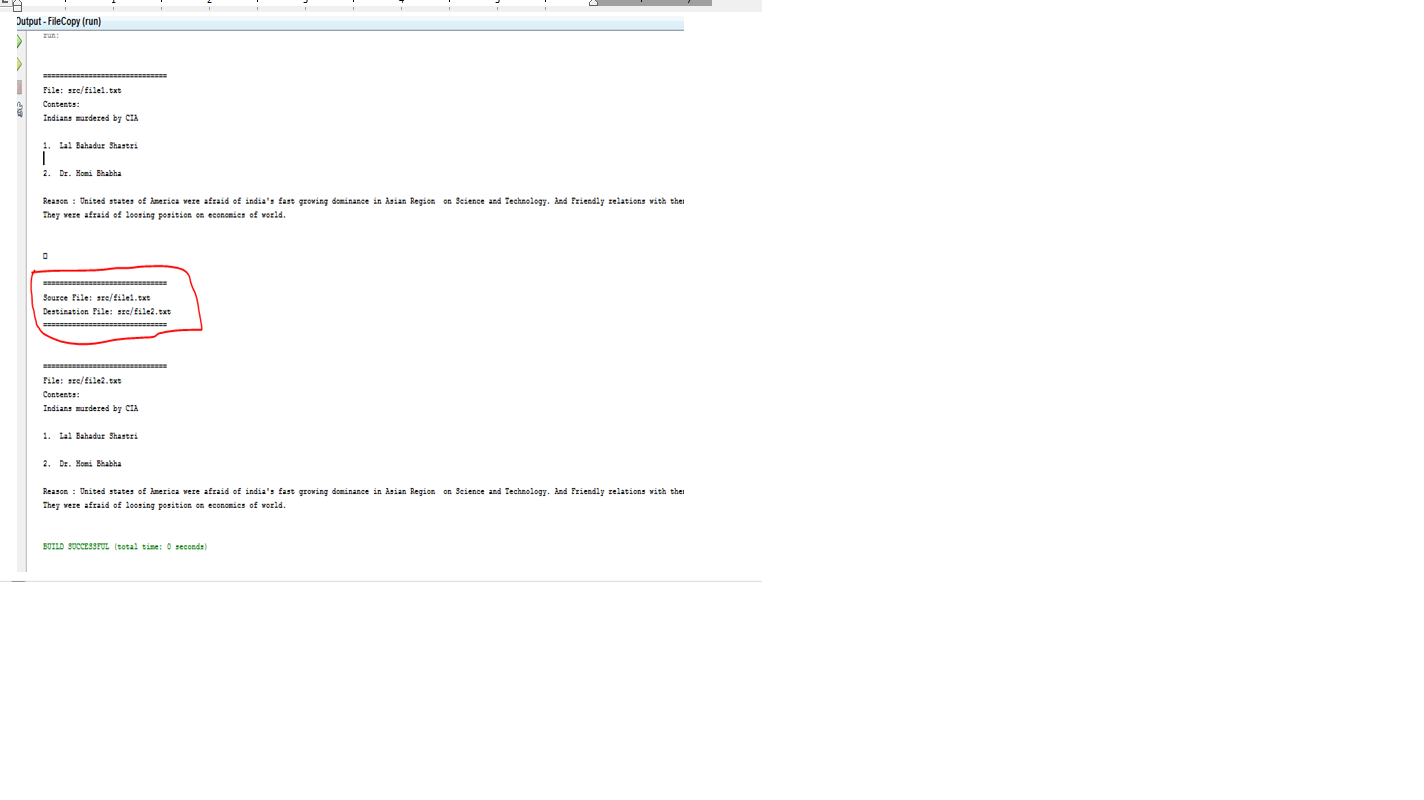 Output - FileCopy (run)
run:
==============================
File: src/file1.txt
Contents:
Indians murdered by CIA
1. Lal Bahadur Shastri
2. Dr. Homi Bhabha
Reason : United states of America were afraid of india's fast growing dominance in Asian Region  on Science and Technology. And Friendly relations with
They were afraid of loosing position on economics of world.
==============================
Source File: src/file1.txt
Destination File: src/file2.txt
==============================
==============================
File: src/file2.txt
Contents:
Indians murdered by CIA
1. Lal Bahadur Shastri
2. Dr. Homi Bhabha
Reason : United states of America were afraid of india's fast growing dominance in Asian Region  on Science and Technology. And Friendly relations with
They were afraid of loosing position on economics of world.
BUILD SUCCESSFUL (total time: 0 seconds)